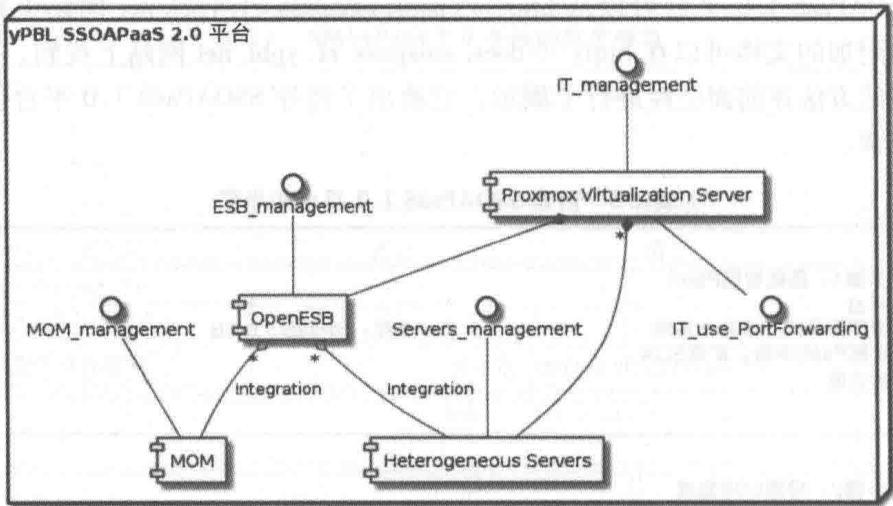 yPBL SSOAPaaS 2.0 平台
IT_management
Proxmox Virtualization Server
ESB_management
*
OpenESB
MOM_management
Servers_management
IT_use_PortForwarding
* *
Integration
Integration
MOM
Heterogeneous Servers